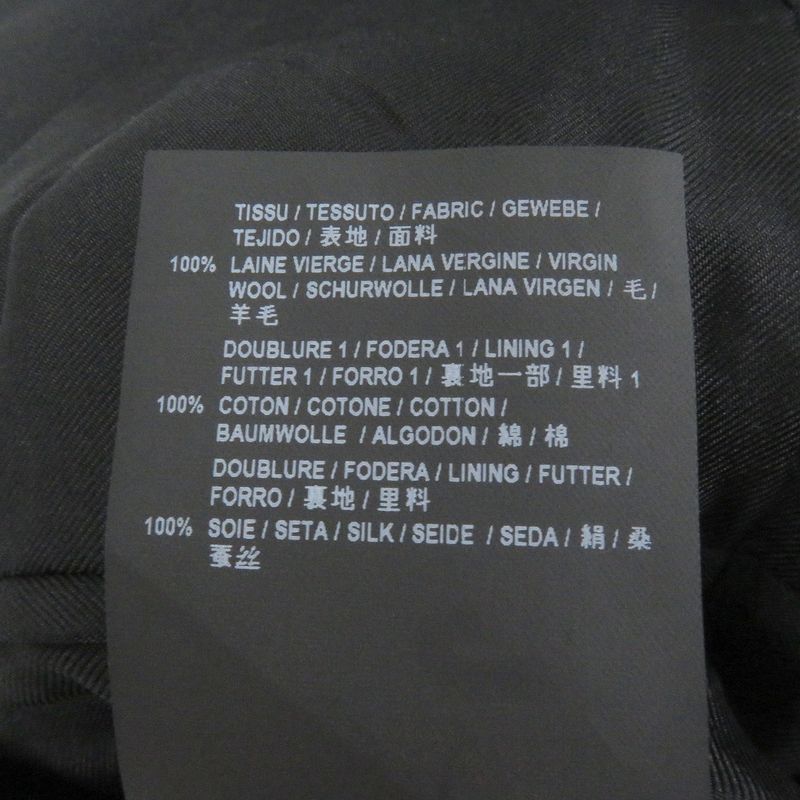 TISSU / TESSUTO / FABRIC / GEWEBE /
TEJIDO / 表地 / 面料
100% LAINE VIERGE / LANA VERGINE / VIRGIN
WOOL / SCHURWOLLE / LANA VIRGEN / 毛 /
羊毛
DOUBLURE 1 / FODERA 1 / LINING 1 /
FUTTER 1 / FORRO 1 / 裏地一部 / 里料 1
100% COTON / COTONE / COTTON /
BAUMWOLLE / ALGODON / 綿 / 棉
DOUBLURE / FODERA / LINING / FUTTER /
FORRO / 裏地 / 里料
100% SOIE / SETA / SILK / SEIDE / SEDA / 絹 / 桑
蚕丝